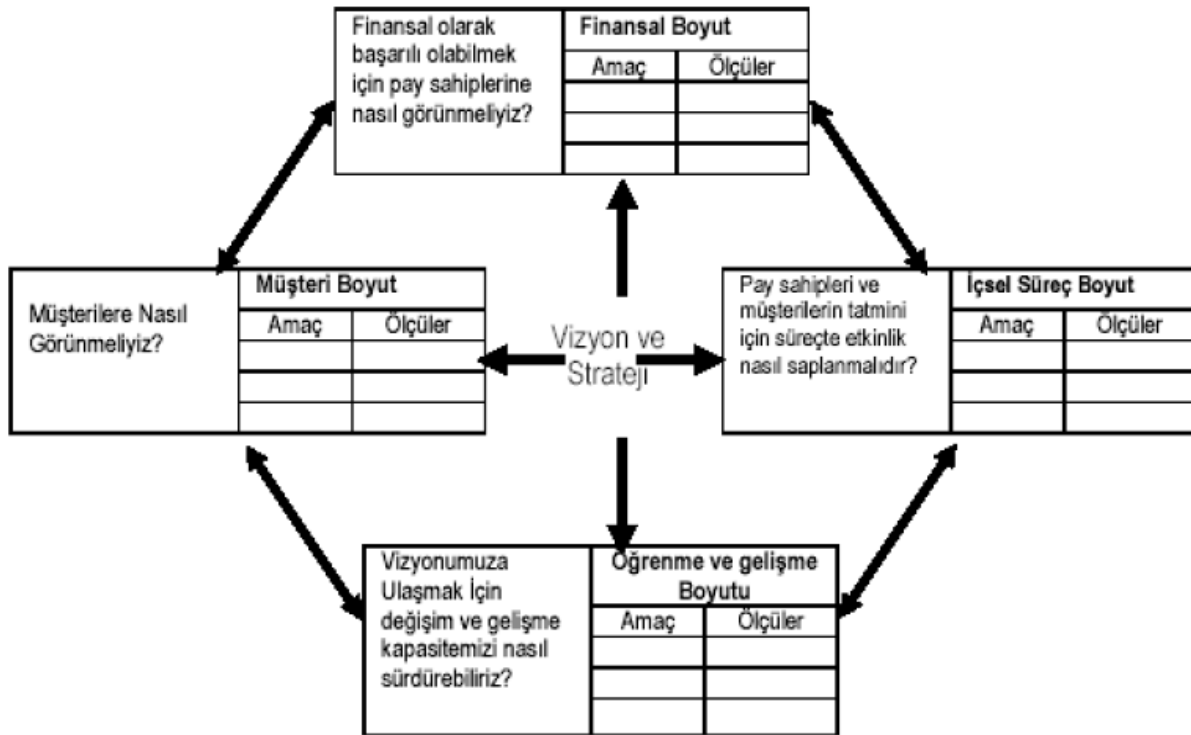 Finansal olarak
başarılı olabilmek
için pay sahiplerine
nasıl görünmeliyiz?
Finansal Boyut
Amaç Ölçüler
Müşterilere Nasıl
Görünmeliyiz?
Müşteri Boyut
Amaç Ölçüler
Vizyon ve
Strateji
Pay sahipleri ve
müşterilerin tatmini
için süreçte etkinlik
nasıl saplanmalıdır?
İçsel Süreç Boyut
Amaç Ölçüler
Vizyonumuza
Ulaşmak İçin
değişim ve gelişme
kapasitemizi nasıl
sürdürebiliriz?
Öğrenme ve gelişme
Boyutu
Amaç Ölçüler